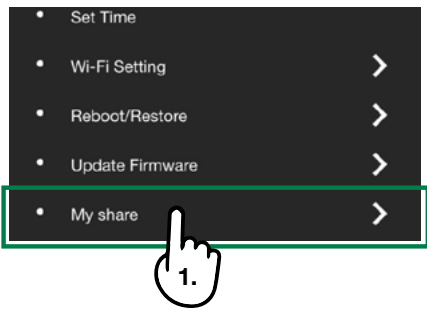 Set Time
Wi-Fi Setting
Reboot/Restore
Update Firmware
My share
1.